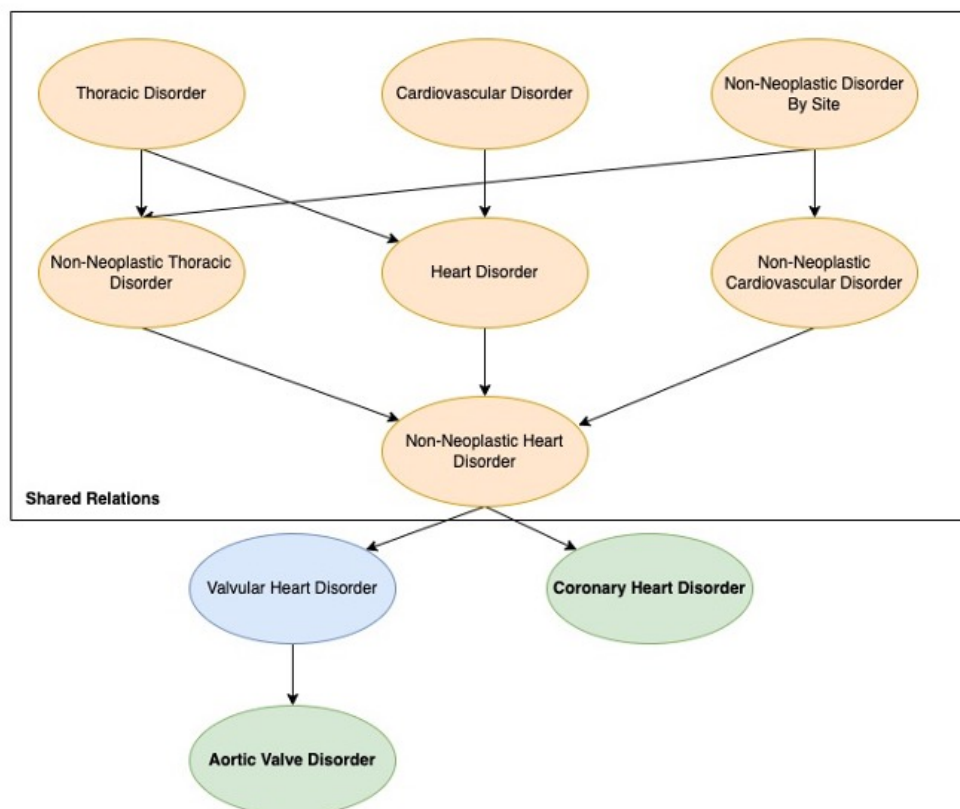 Thoracic Disorder
Cardiovascular Disorder
Non-Neoplastic Disorder
By Site
Non-Neoplastic Thoracic
Disorder
Heart Disorder
Non-Neoplastic
Cardiovascular Disorder
Non-Neoplastic Heart
Disorder
Shared Relations
Valvular Heart Disorder
Coronary Heart Disorder
Aortic Valve Disorder